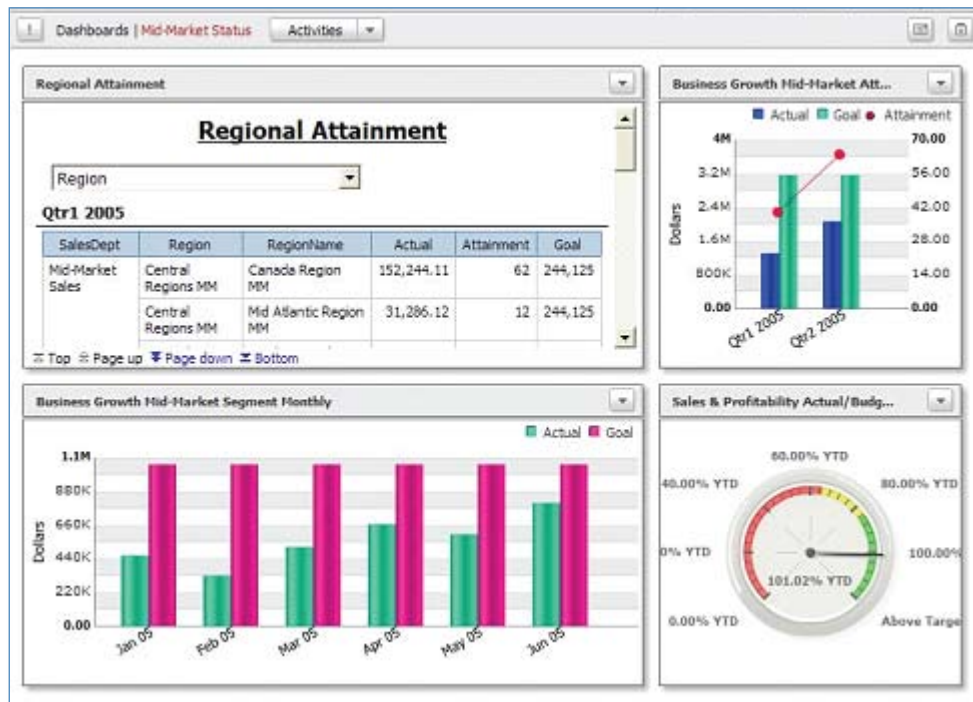 ! Dashboards | Mid-Market Status Activities
Regional Attainment
Regional Attainment
Region
Qtr1 2005
SalesDept Region RegionName Actual Attainment Goal
Mid-Market Sales Central Regions MM Canada Region MM 152,244.11 62 244,125
Central Regions MM Mid Atlantic Region MM 31,286.12 12 244,125
Top Page up Page down Bottom
Business Growth Mid-Market Att...
Actual Goal Attainment
4M 70.00
3.2M 56.00
2.4M 42.00
1.6M 28.00
800K 14.00
0.00 0.00
Dollars
Qtr1 2005 Qtr2 2005
Business Growth Mid-Market Segment Monthly
Actual Goal
1.1M
880K
660K
440K
220K
0.00
Dollars
Jan 05 Feb 05 Mar 05 Apr 05 May 05 Jun 05
Sales & Profitability Actual/Budg...
60.00% YTD
40.00% YTD 80.00% YTD
0% YTD 100.00%
101.02% YTD
0.00% YTD Above Targe